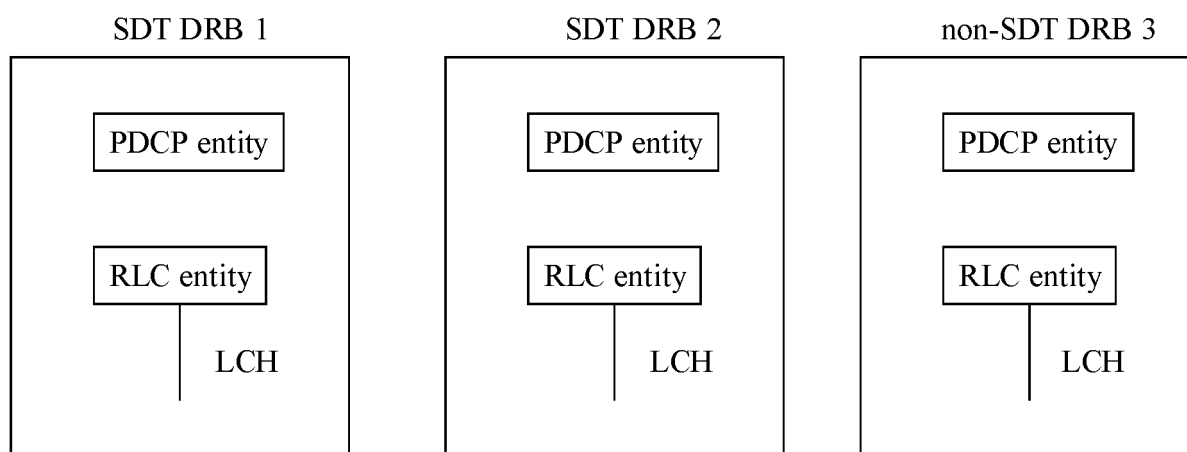 SDT DRB 1 SDT DRB 2 non-SDT DRB 3
PDCP entity PDCP entity PDCP entity
RLC entity RLC entity RLC entity
LCH LCH LCH